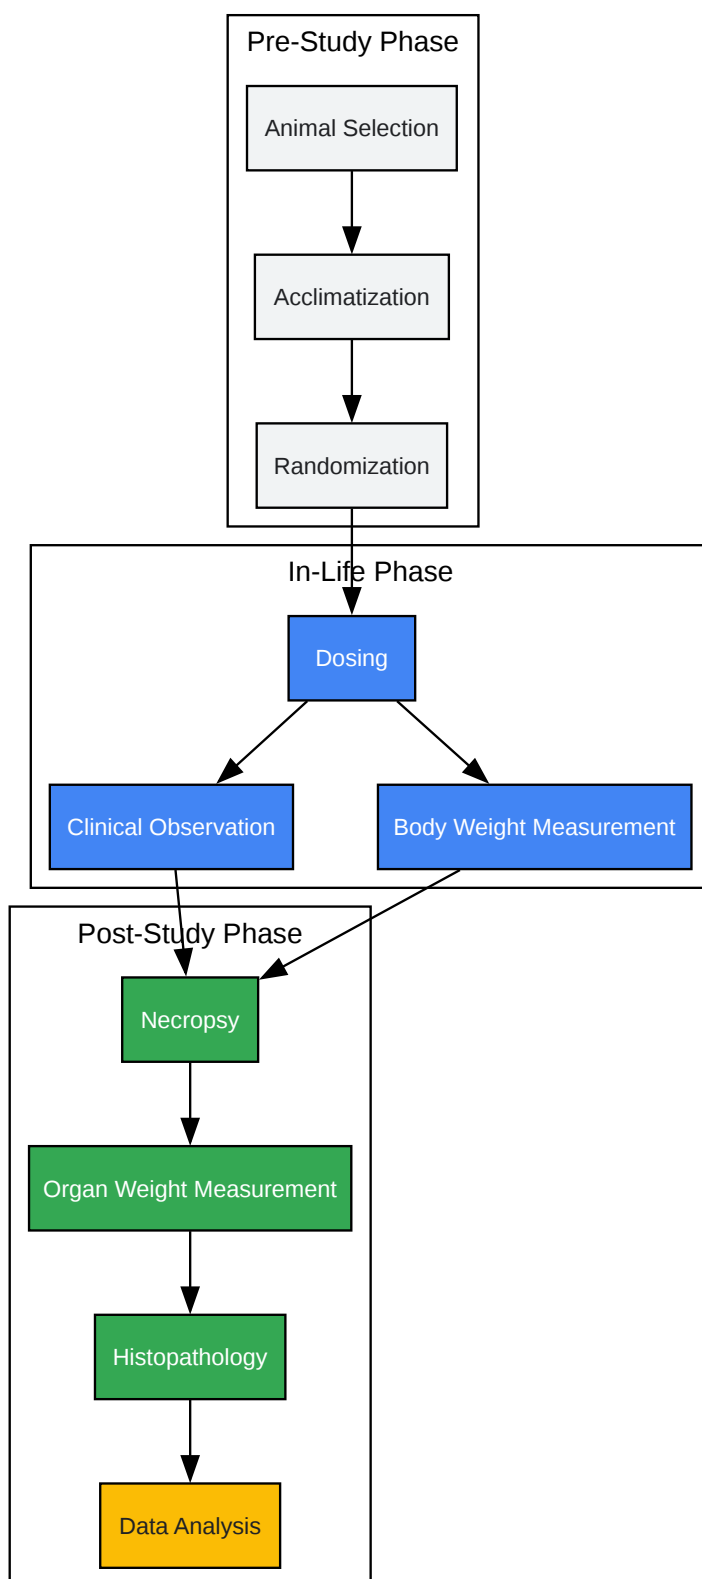 Pre-Study Phase
Animal Selection
Acclimatization
Randomization
In-Life Phase
Dosing
Clinical Observation
Body Weight Measurement
Post-Study Phase
Necropsy
Organ Weight Measurement
Histopathology
Data Analysis